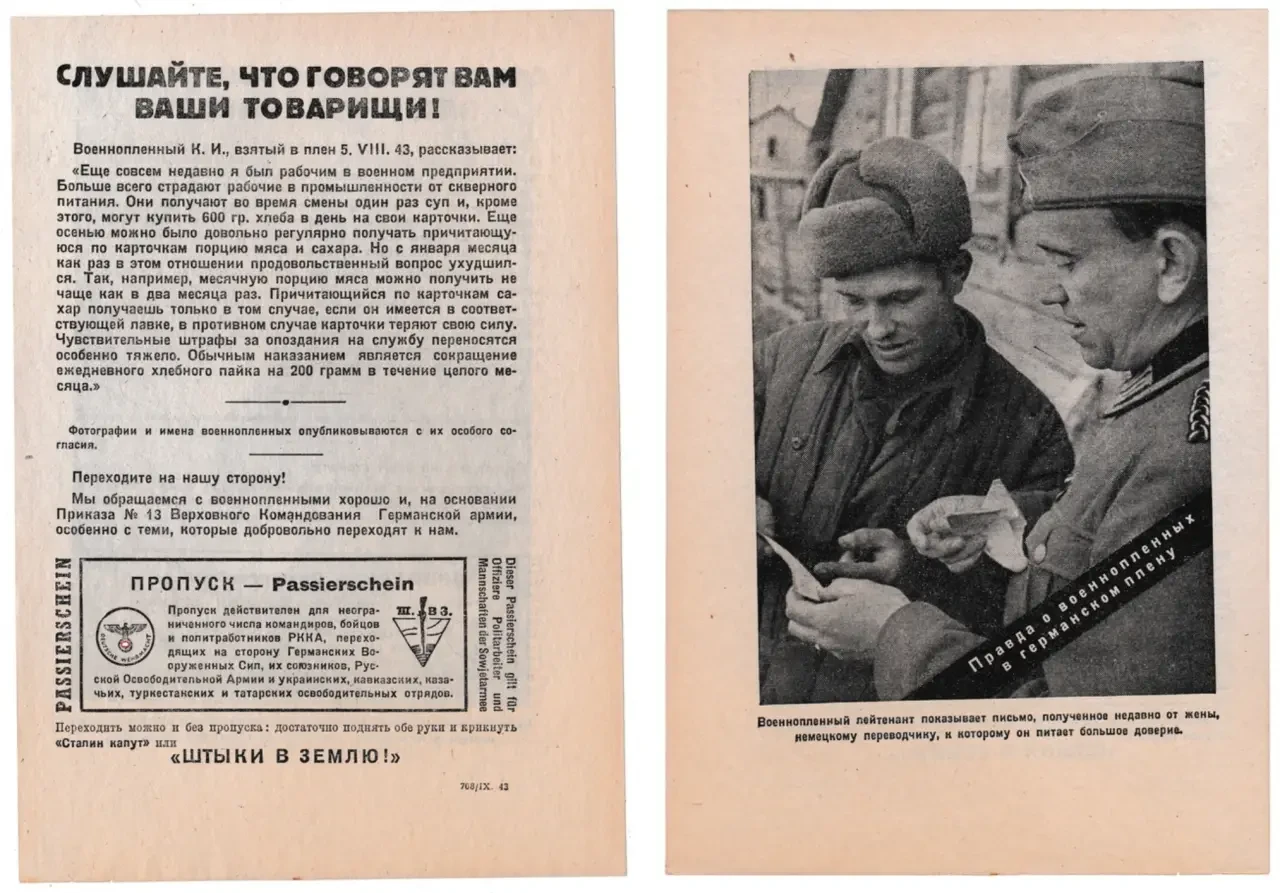 СЛУШАЙТЕ, ЧТО ГОВОРЯТ ВАМ
ВАШИ ТОВАРИЩИ!
Военнопленный К. И., взятый в плен 5. VIII. 43, рассказывает:
«Еще совсем недавно я был рабочим в военном предприятии.
Больше всего страдают рабочие в промышленности от скверного
питания. Они получают во время смены один раз суп и, кроме
этого, могут купить 600 гр. хлеба в день на свои карточки. Еще
осенью можно было довольно регулярно получать причитающу-
юся по карточкам порцию мяса и сахара. Но с января месяца
как раз в этом отношении продовольственный вопрос ухудшил-
ся. Так, например, месячную порцию мяса можно получить не
чаще как в два месяца раз. Причитающийся по карточкам са-
хар получаешь только в том случае, если он имеется в соответ-
ствующей лавке, в противном случае карточки теряют свою силу.
Чувствительные штрафы за опоздания на службу переносятся
особенно тяжело. Обычным наказанием является сокращение
ежедневного хлебного пайка на 200 грамм в течение целого ме-
сяца.»
Фотографии и имена военнопленных опубликовываются с их особого со-
гласия.
Переходите на нашу сторону!
Мы обращаемся с военнопленными хорошо и, на основании
Приказа № 13 Верховного Командования Германской армии,
особенно с теми, которые добровольно переходят к нам.
PASSIERSCHEIN
ПРОПУСК — Passierschein
DEUTSCHE WEHRMACHT
Пропуск действителен для неогра-
ниченного числа командиров, бойцов
и политработников РККА, перехо-
дящих на сторону Германских Во-
оруженных Сил, их союзников, Рус-
ской Освободительной Армии и украинских, кавказских, каза-
чьих, туркестанских и татарских освободительных отрядов.
Ш. В З.
Dieser Passierschein gilt für
Offiziere Politarbeiter und
Mannschaften der Sowjetarmee
Переходить можно и без пропуска: достаточно поднять обе руки и крикнуть
«Сталин капут» или
«ШТЫКИ В ЗЕМЛЮ!»
708/IX. 43
Правда о военнопленных
в германском плену
Военнопленный лейтенант показывает письмо, полученное недавно от жены,
немецкому переводчику, к которому он питает большое доверие.